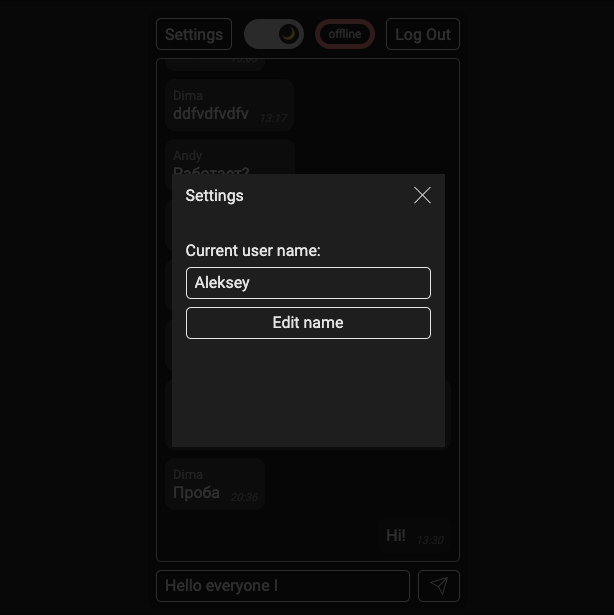 Settings
offline
Log Out
Dima
ddfvdfvdfv 13:17
Andy
Работает?
Settings
Current user name:
Aleksey
Edit name
Dima
Проба 20:36
Hi! 13:30
Hello everyone I